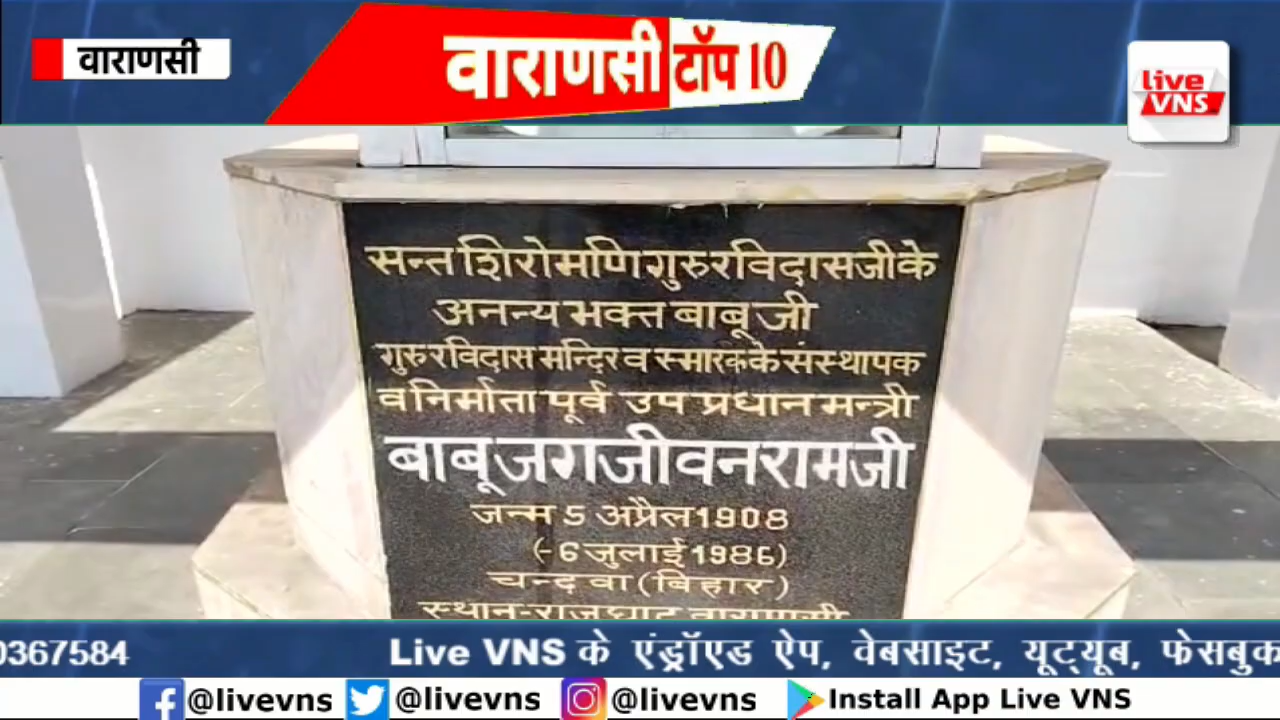 वाराणसी
वाराणसी टॉप 10
live
VNS
सन्त शिरोमणि गुरु रविदास जी के
अनन्य भक्त बाबू जी
गुरु रविदास मन्दिर व स्मारक के संस्थापक
व निर्माता पूर्व उप प्रधान मन्त्री
बाबू जगजीवन राम जी
जन्म 5 अप्रैल 1908
(- 6 जुलाई 1986)
चन्दवा (बिहार)
स्थान-राजघाट वाराणसी
0367584 Live VNS के एंड्रॉएड ऐप, वेबसाइट, यूट्यूब, फेसबुक
@livevns @livevns @livevns Install App Live VNS